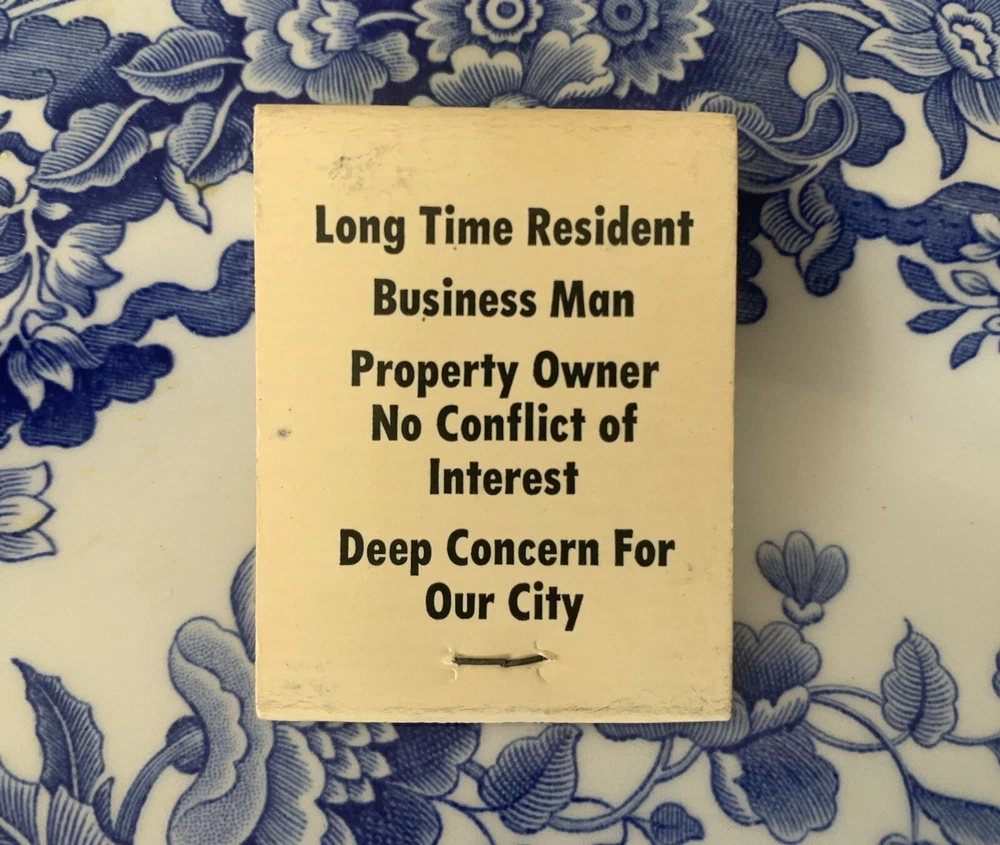 Long Time Resident
Business Man
Property Owner
No Conflict of
Interest
Deep Concern For
Our City